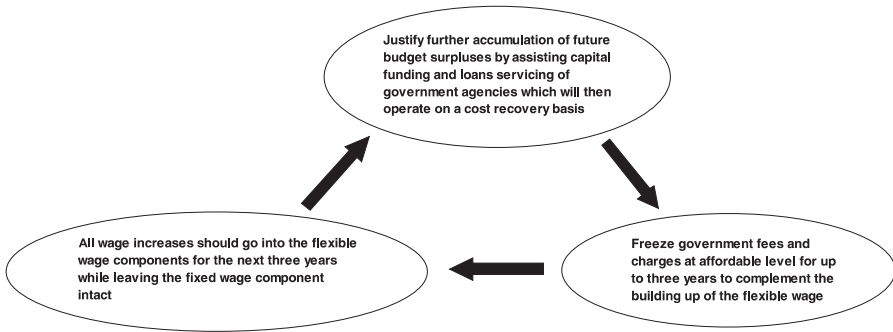 Justify further accumulation of future
budget surpluses by assisting capital
funding and loans servicing of
government agencies which will then
operate on a cost recovery basis
All wage increases should go into the flexible
wage components for the next three years
while leaving the fixed wage component
intact
Freeze government fees and
charges at affordable level for up
to three years to complement the
building up of the flexible wage